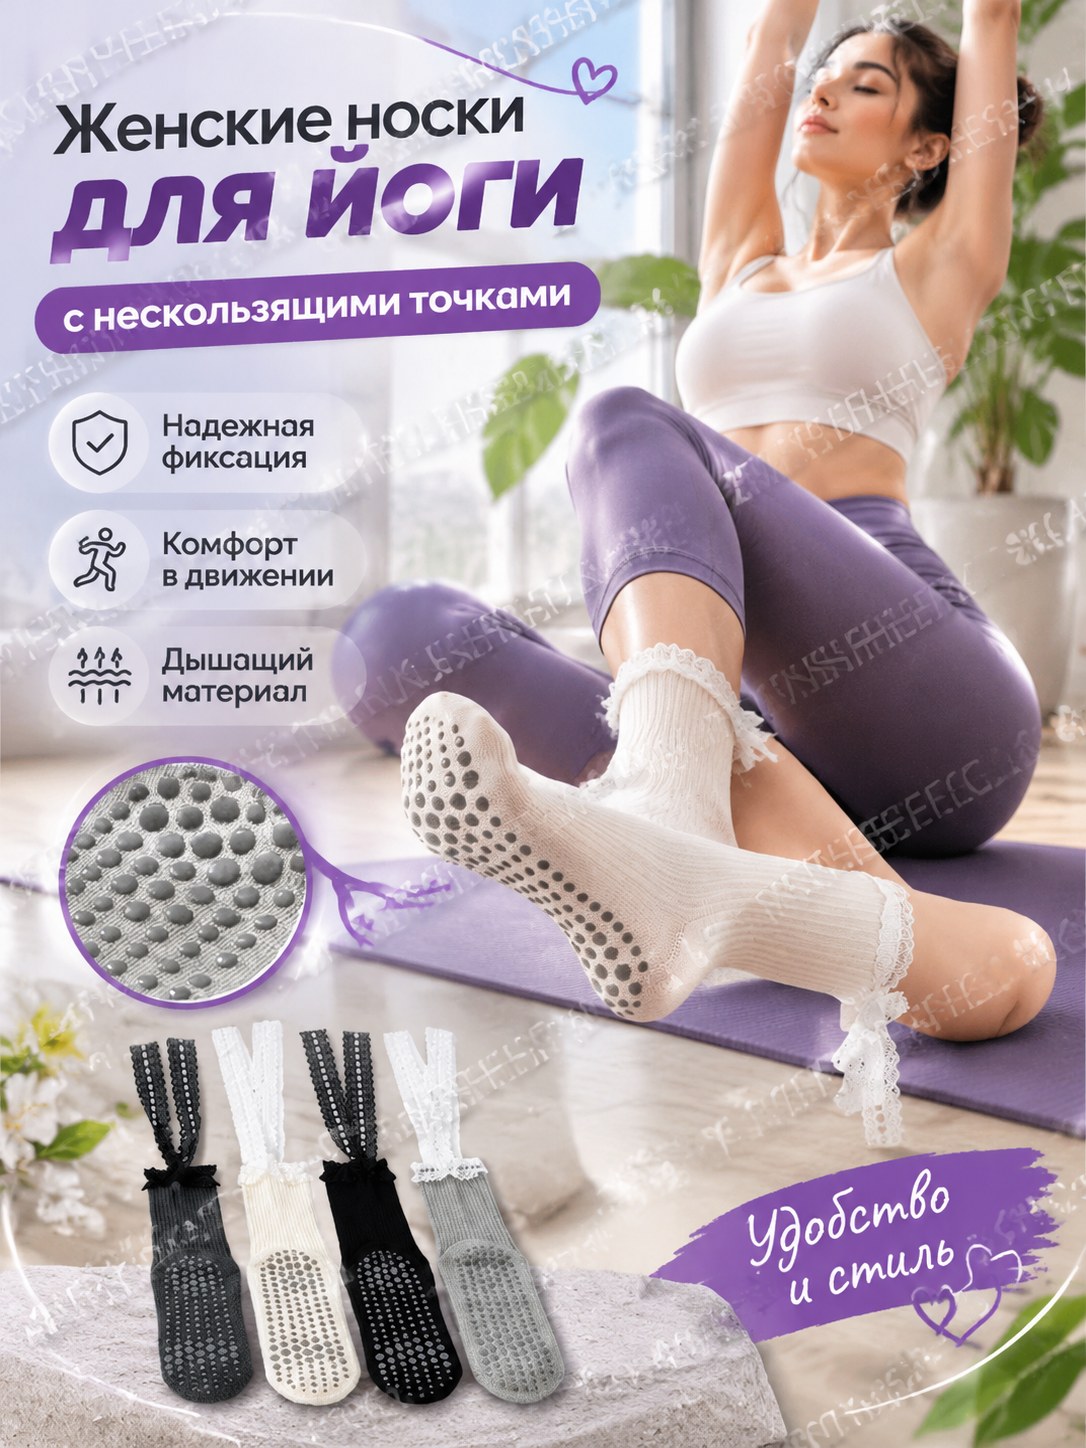 Женские носки
для йоги
с нескользящими точками
Надежная
фиксация
Комфорт
в движении
Дышащий
материал
Удобство
и стиль